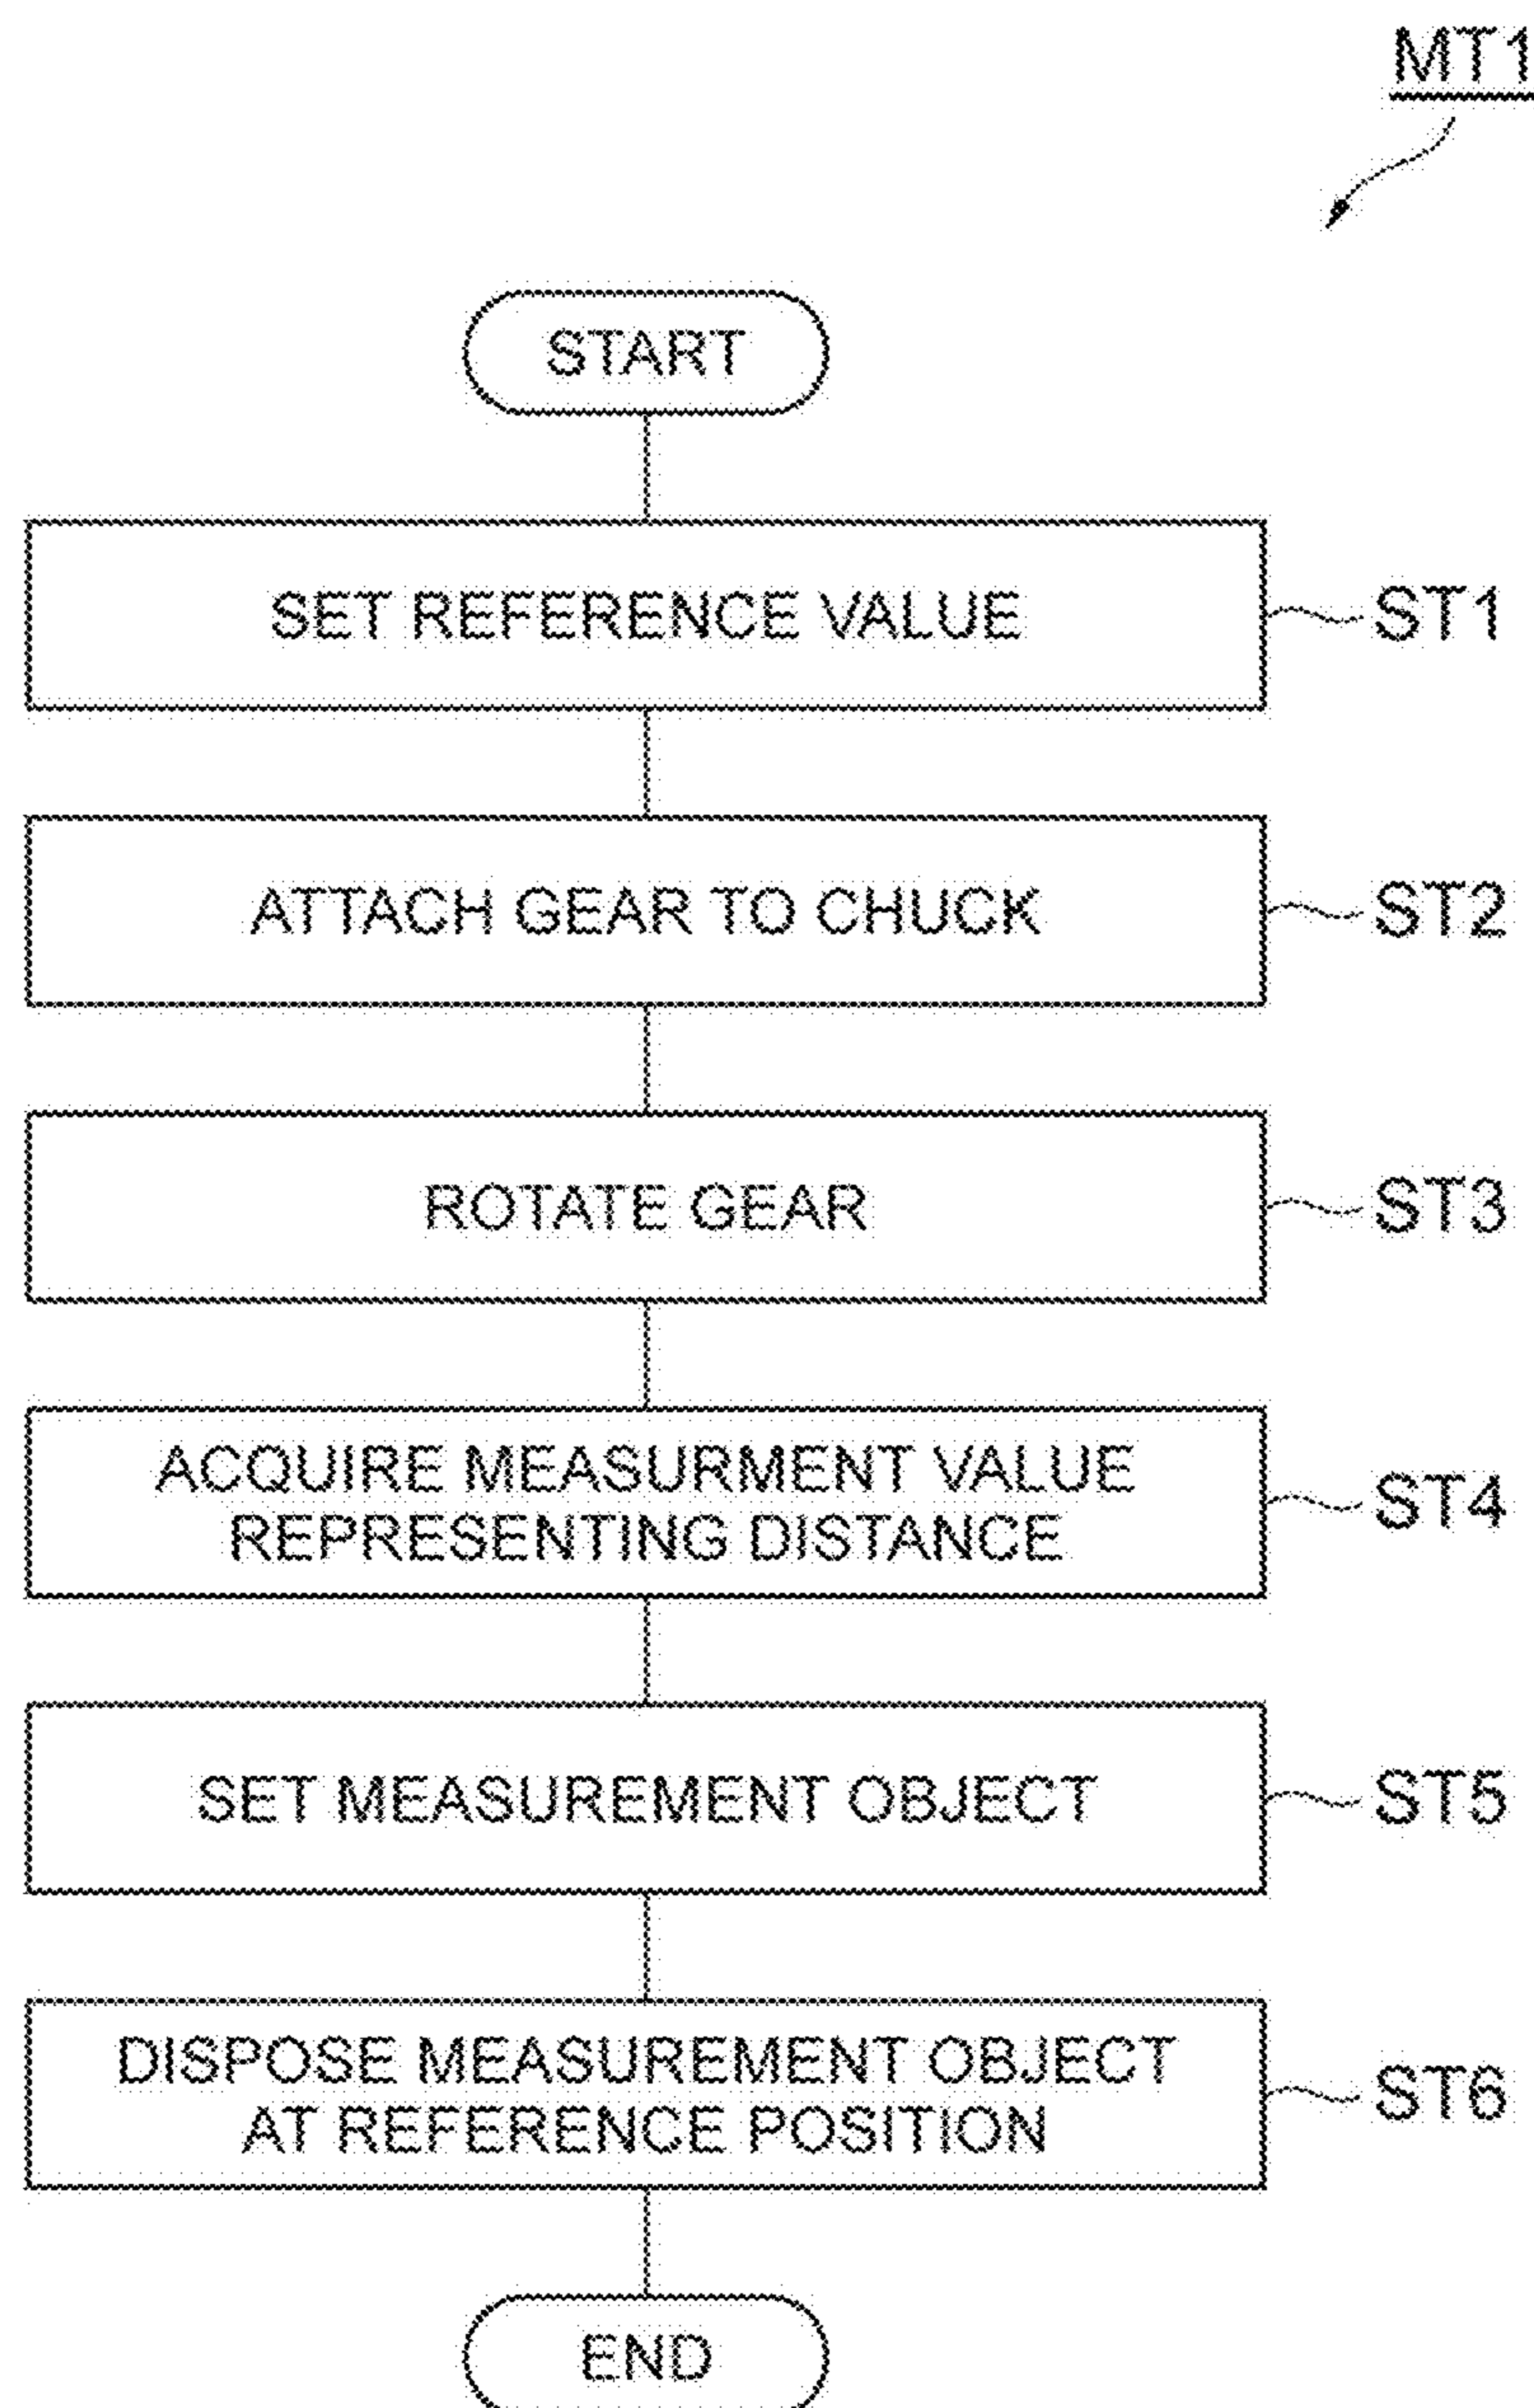 MT1
START
SET REFERENCE VALUE
ST1
ATTACH GEAR TO CHUCK
ST2
ROTATE GEAR
ST3
ACQUIRE MEASURMENT VALUE
REPRESENTING DISTANCE
ST4
SET MEASUREMENT OBJECT
ST5
DISPOSE MEASUREMENT OBJECT
AT REFERENCE POSITION
ST6
END